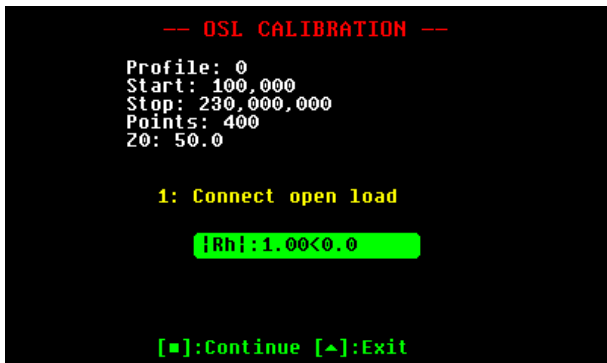 -- OSL CALIBRATION --
Profile: 0
Start: 100,000
Stop: 230,000,000
Points: 400
Z0: 50.0
1: Connect open load
¦Rh¦:1.00<0.0
[■]:Continue [▲]:Exit